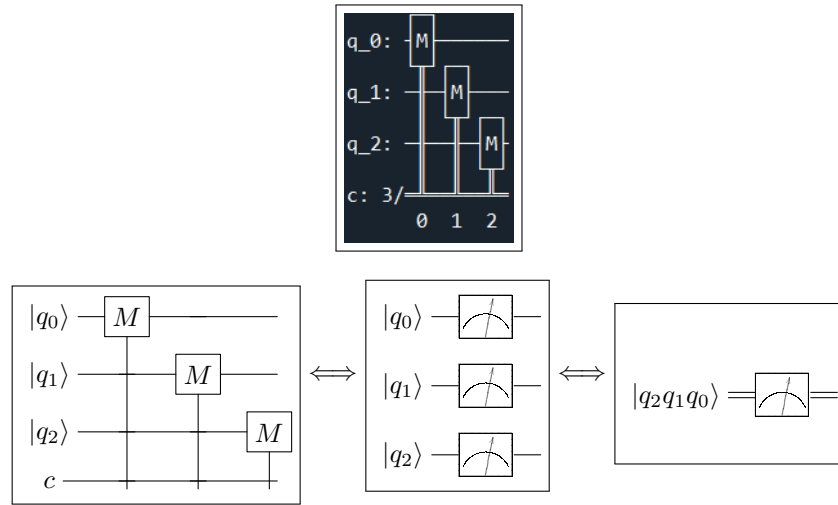 q_0: M
q_1: M
q_2: M
c: 3/
0 1 2
|q₀⟩ M
|q₁⟩ M
|q₂⟩ M
c
⟺
|q₀⟩
|q₁⟩
|q₂⟩
⟺
|q₂q₁q₀⟩